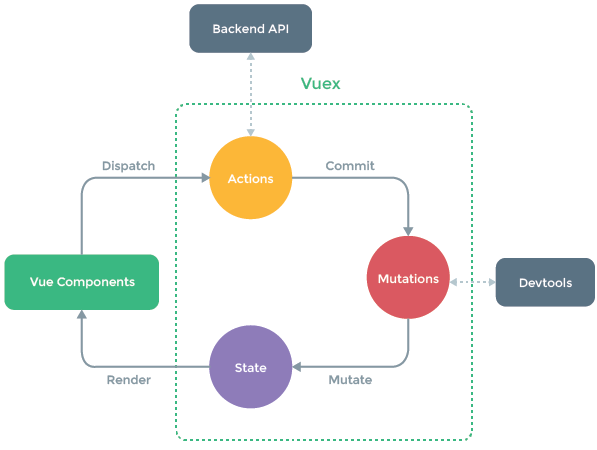 Backend API
Vuex
Dispatch
Commit
Actions
Vue Components
Mutations
Devtools
State
Render
Mutate